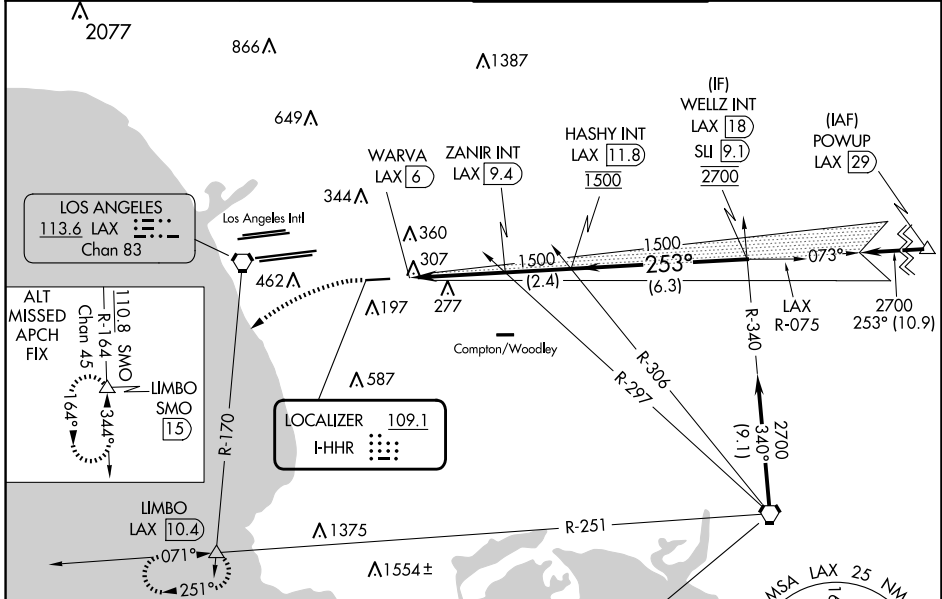 2077
866
1387
649
(IF)
WELLZ INT
LAX 18
SLI 9.1
2700
(IAF)
POWUP
LAX 29
HASHY INT
LAX 11.8
1500
ZANIR INT
LAX 9.4
WARVA
LAX 6
344
LOS ANGELES
113.6 LAX
Chan 83
Los Angeles Intl
360
307
462
197
277
1500
1500
(2.4)
253°
(6.3)
073°
LAX
R-075
2700
253° (10.9)
ALT
MISSED
APCH
FIX
110.8 SMO
R-164
Chan 45
LIMBO
SMO
15
164°
344°
Compton/Woodley
R-340
R-306
R-297
587
LOCALIZER 109.1
I-HHR
R-170
2700
340°
(9.1)
LIMBO
LAX 10.4
071°
251°
1375
R-251
1554±
MSA LAX 25 NM